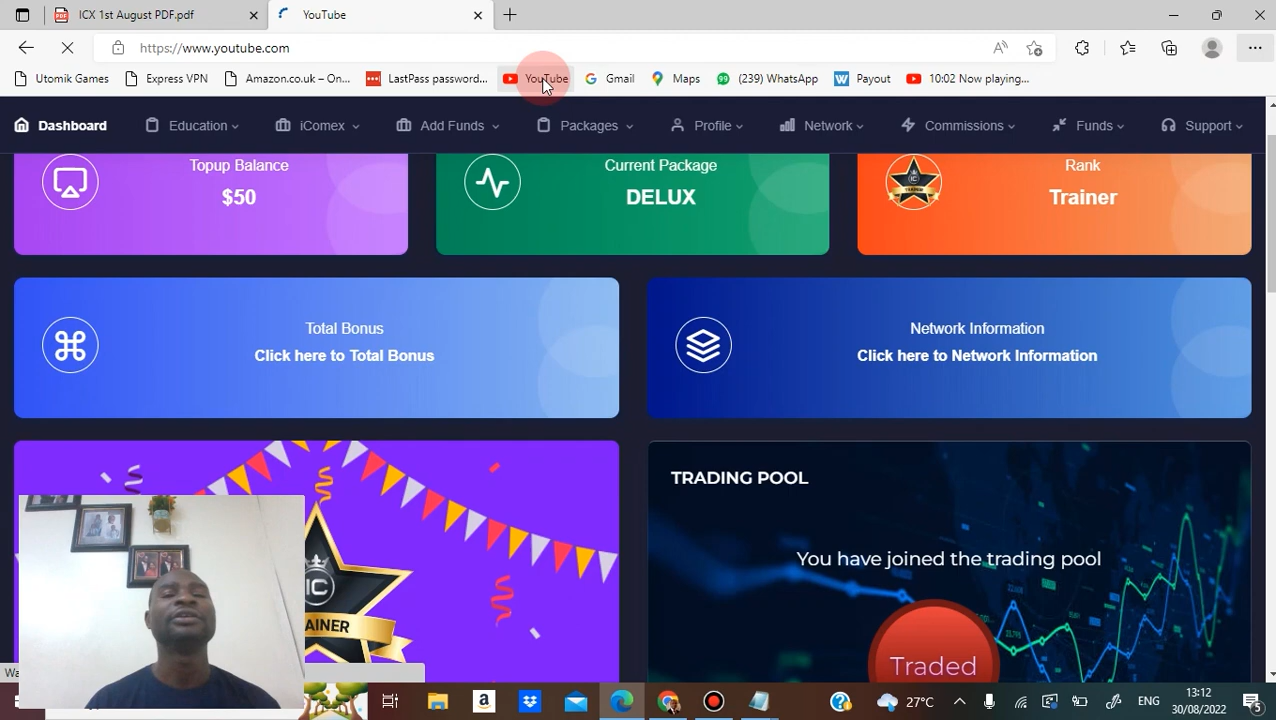 ICX 1st August PDF.pdf
YouTube
https://www.youtube.com
Utomik Games
Express VPN
Amazon.co.uk – On...
LastPass password...
YouTube
Gmail
Maps
(239) WhatsApp
Payout
10:02 Now playing...
Dashboard
Education
iComex
Add Funds
Packages
Profile
Network
Commissions
Funds
Support
Topup Balance
$50
Current Package
DELUX
Rank
Trainer
Total Bonus
Click here to Total Bonus
Network Information
Click here to Network Information
TRADING POOL
You have joined the trading pool
Traded
IC
AINER
Wa
ENG
27°C
13:12
30/08/2022
5